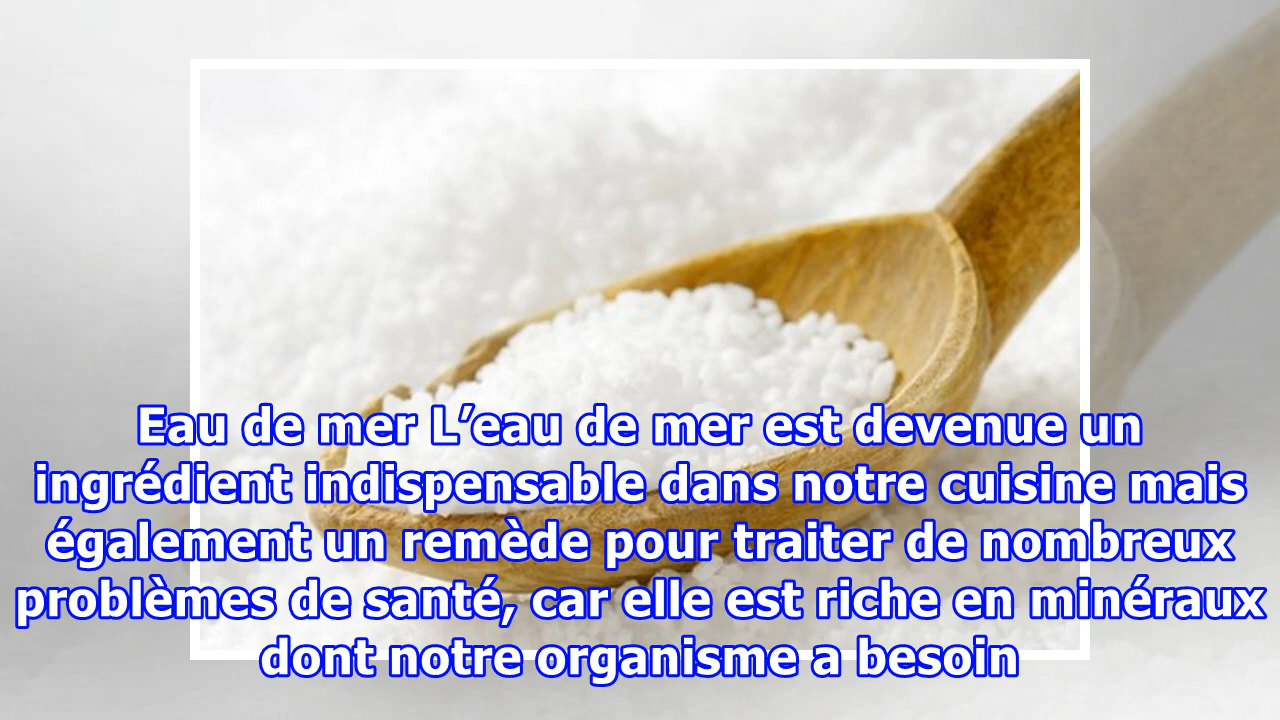 Eau de mer L’eau de mer est devenue un
ingrédient indispensable dans notre cuisine mais
également un remède pour traiter de nombreux
problèmes de santé, car elle est riche en minéraux
dont notre organisme a besoin